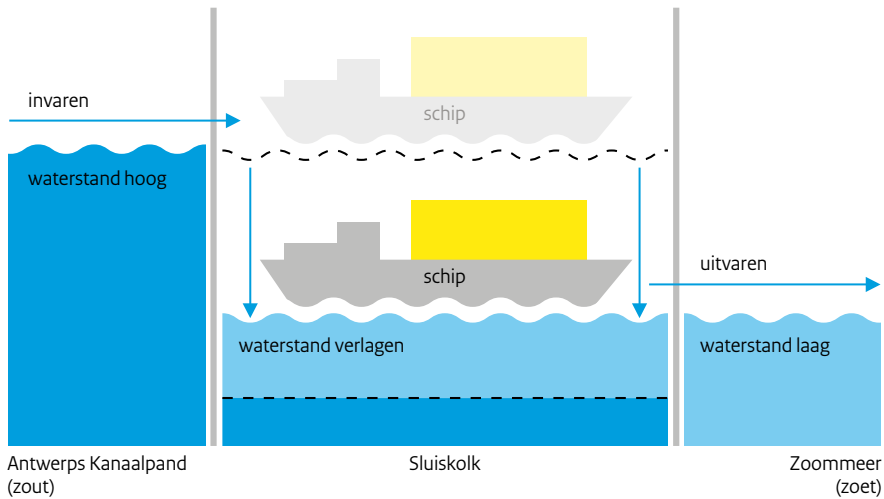 invaren
schip
waterstand hoog
schip
uitvaren
waterstand verlagen
waterstand laag
Antwerps Kanaalpand
(zout)
Sluiskolk
Zoommeer
(zoet)